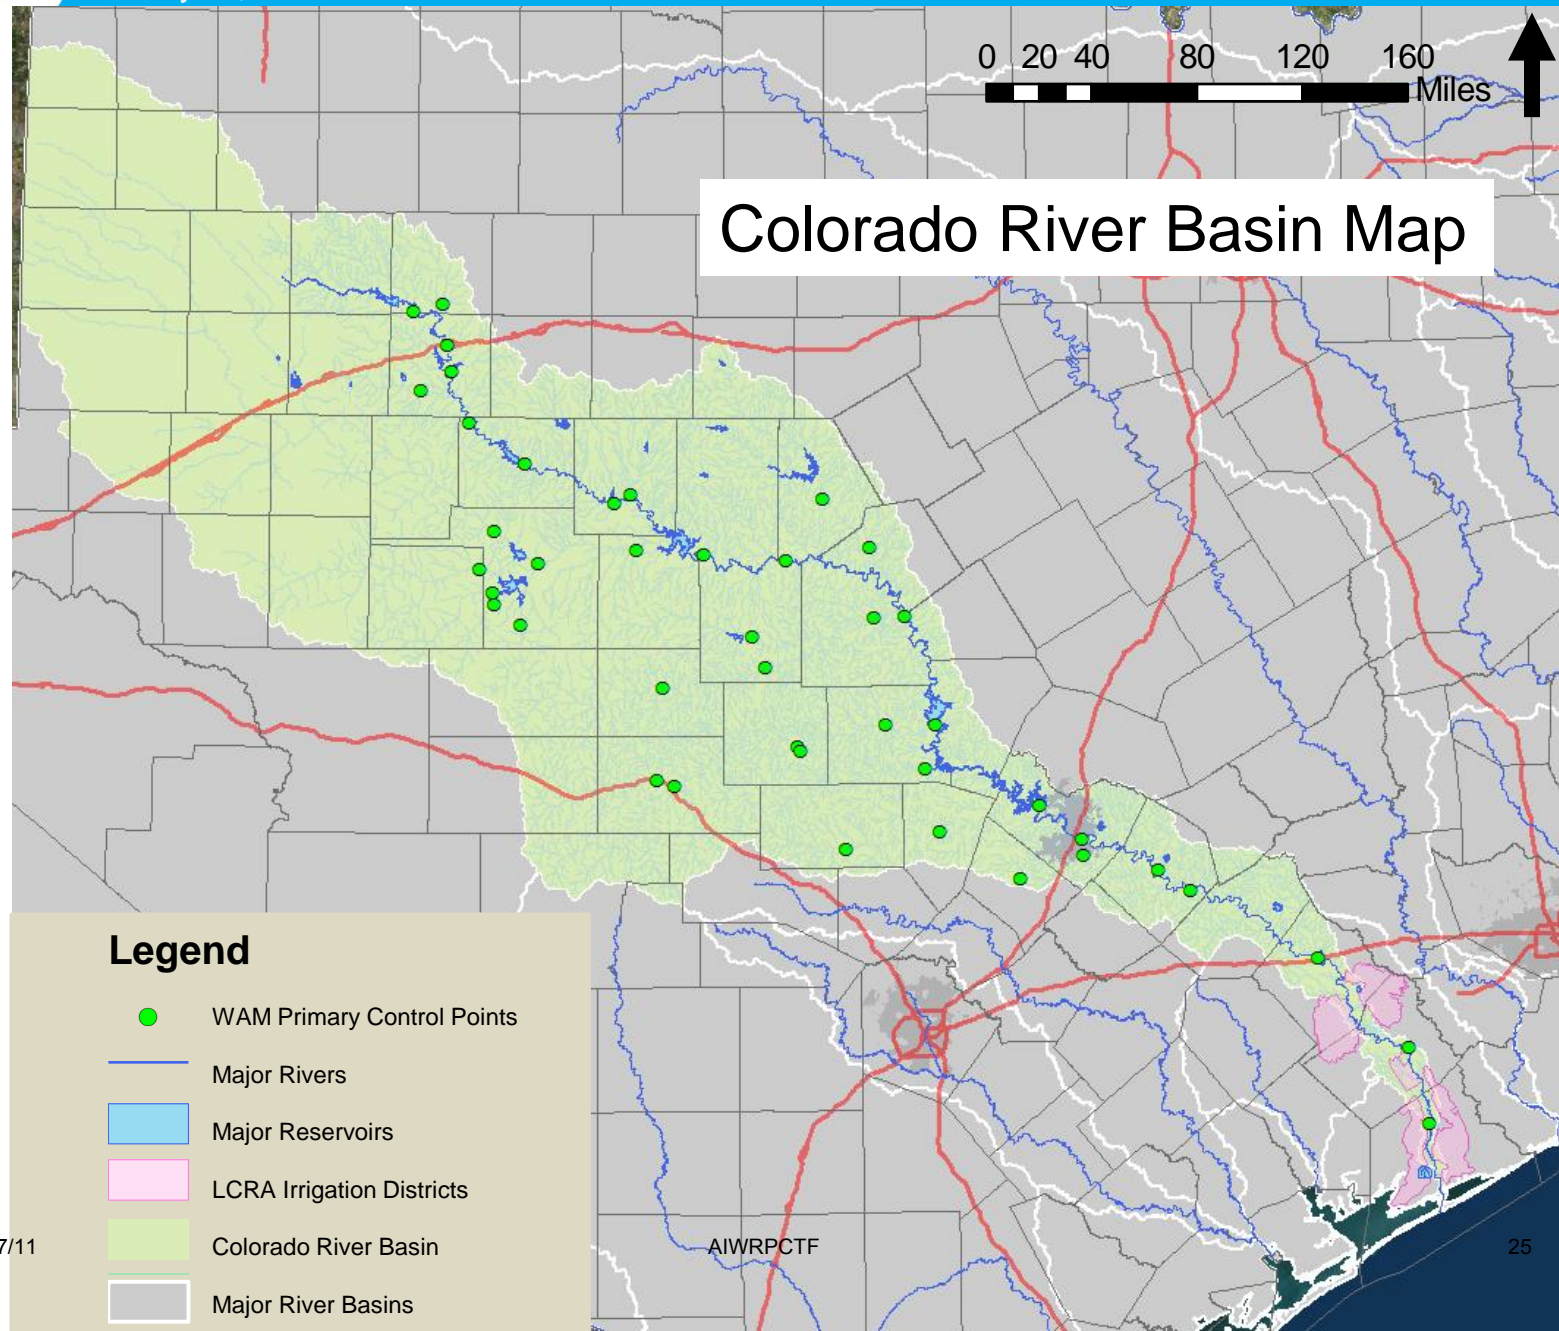 0 20 40 80 120 160
Miles
Colorado River Basin Map
Legend
WAM Primary Control Points
Major Rivers
Major Reservoirs
LCRA Irrigation Districts
Colorado River Basin
Major River Basins
7/11
AIWRPCTF
25